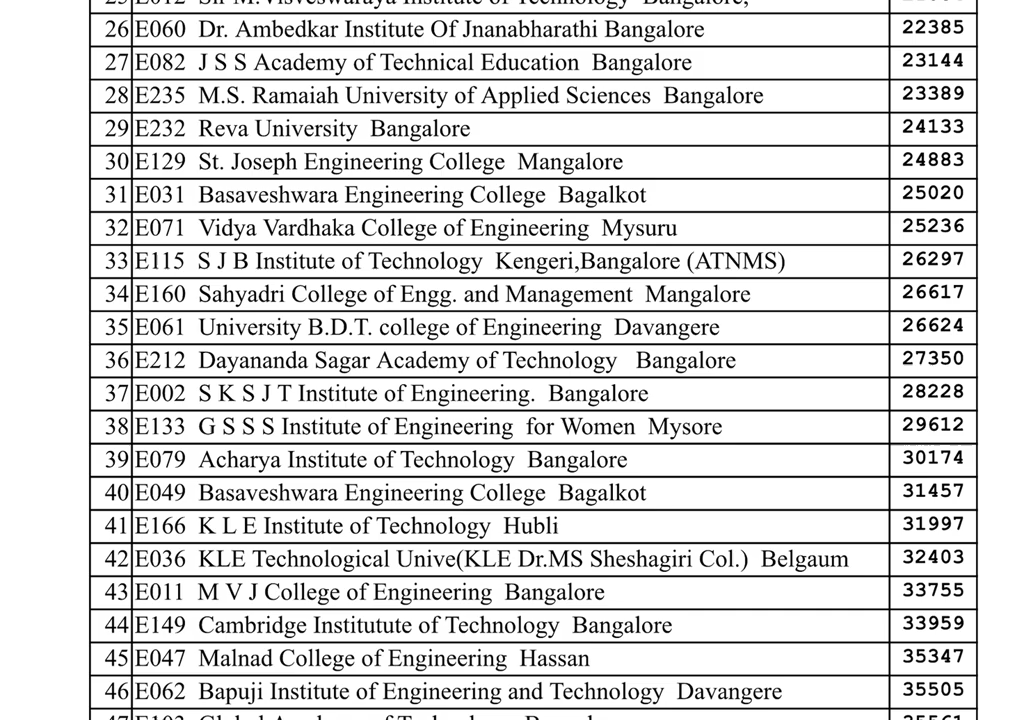 26 E060 Dr. Ambedkar Institute Of Jnanabharathi Bangalore 22385
27 E082 J S S Academy of Technical Education Bangalore 23144
28 E235 M.S. Ramaiah University of Applied Sciences Bangalore 23389
29 E232 Reva University Bangalore 24133
30 E129 St. Joseph Engineering College Mangalore 24883
31 E031 Basaveshwara Engineering College Bagalkot 25020
32 E071 Vidya Vardhaka College of Engineering Mysuru 25236
33 E115 S J B Institute of Technology Kengeri,Bangalore (ATNMS) 26297
34 E160 Sahyadri College of Engg. and Management Mangalore 26617
35 E061 University B.D.T. college of Engineering Davangere 26624
36 E212 Dayananda Sagar Academy of Technology Bangalore 27350
37 E002 S K S J T Institute of Engineering. Bangalore 28228
38 E133 G S S S Institute of Engineering for Women Mysore 29612
39 E079 Acharya Institute of Technology Bangalore 30174
40 E049 Basaveshwara Engineering College Bagalkot 31457
41 E166 K L E Institute of Technology Hubli 31997
42 E036 KLE Technological Unive(KLE Dr.MS Sheshagiri Col.) Belgaum 32403
43 E011 M V J College of Engineering Bangalore 33755
44 E149 Cambridge Institutute of Technology Bangalore 33959
45 E047 Malnad College of Engineering Hassan 35347
46 E062 Bapuji Institute of Engineering and Technology Davangere 35505